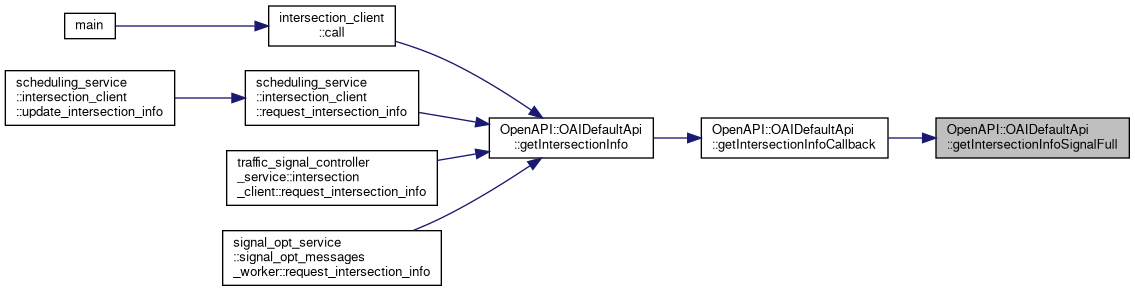 main
intersection_client
::call
scheduling_service
::intersection_client
::update_intersection_info
scheduling_service
::intersection_client
::request_intersection_info
traffic_signal_controller
_service::intersection
_client::request_intersection_info
signal_opt_service
::signal_opt_messages
_worker::request_intersection_info
OpenAPI::OAIDefaultApi
::getIntersectionInfo
OpenAPI::OAIDefaultApi
::getIntersectionInfoCallback
OpenAPI::OAIDefaultApi
::getIntersectionInfoSignalFull